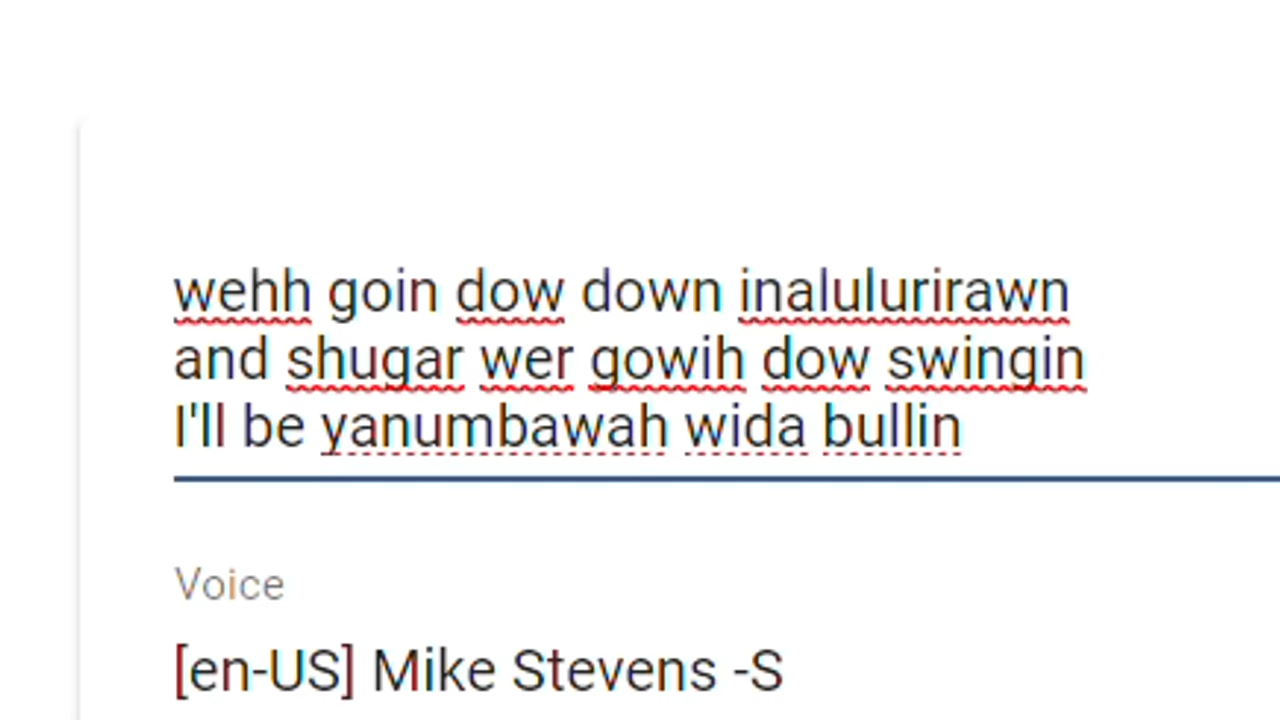 wehh goin dow down inalulurirawn
and shugar wer gowih dow swingin
I'll be yanumbawah wida bullin
Voice
[en-US] Mike Stevens -S